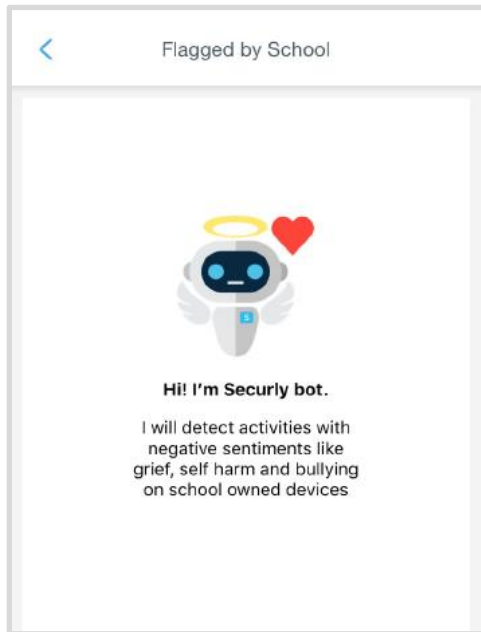 Flagged by School
S
Hi! I'm Securly bot.
I will detect activities with
negative sentiments like
grief, self harm and bullying
on school owned devices